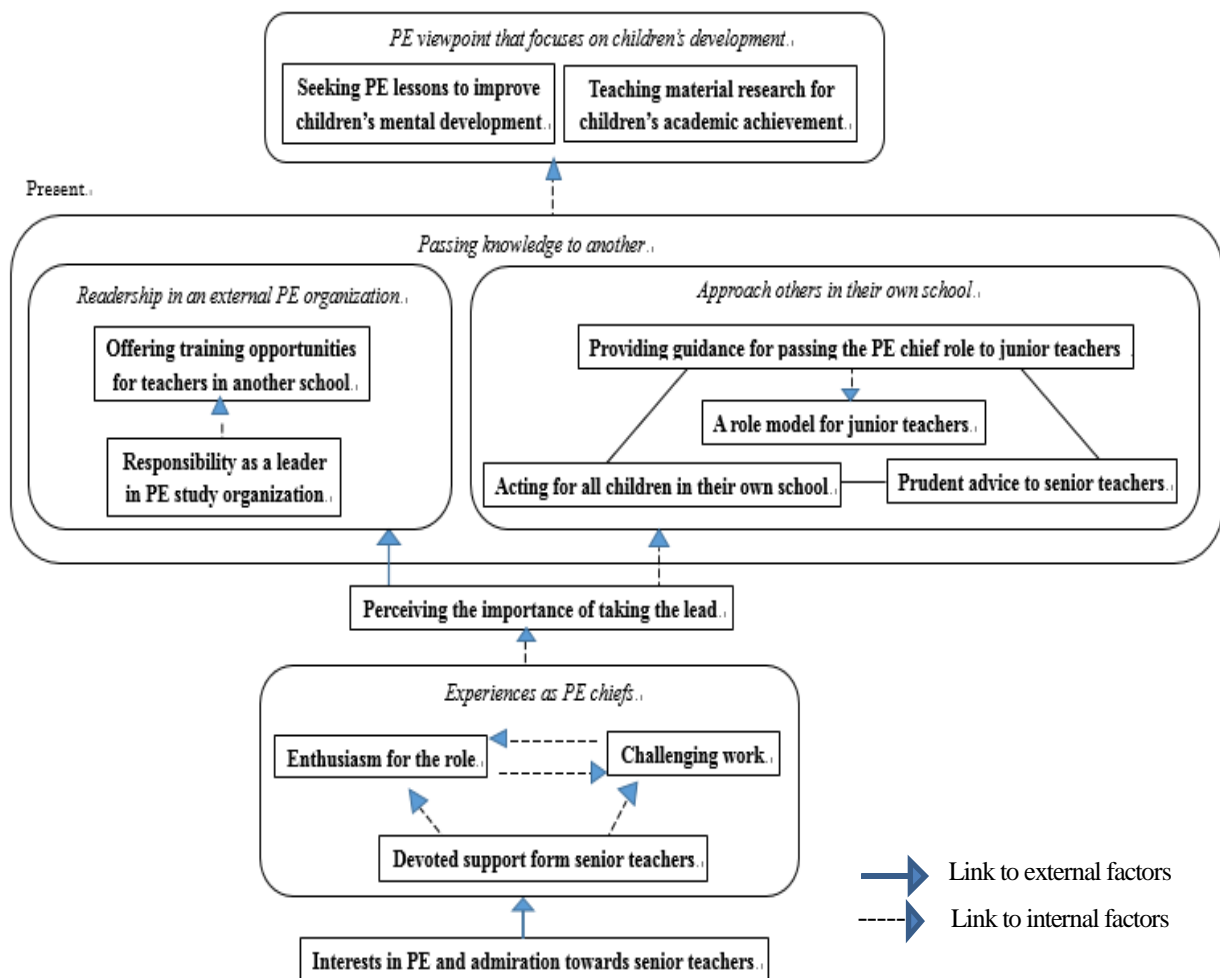 PE viewpoint that focuses on children's development.
Seeking PE lessons to improve
children's mental development.
Teaching material research for
children's academic achievement.
Present.
Passing knowledge to another.
Readership in an external PE organization.
Offering training opportunities
for teachers in another school.
Responsibility as a leader
in PE study organization.
Approach others in their own school.
Providing guidance for passing the PE chief role to junior teachers
A role model for junior teachers.
Acting for all children in their own school.
Prudent advice to senior teachers.
Perceiving the importance of taking the lead.
Experiences as PE chiefs.
Enthusiasm for the role.
Challenging work.
Devoted support form senior teachers.
Interests in PE and admiration towards senior teachers.
Link to external factors
Link to internal factors